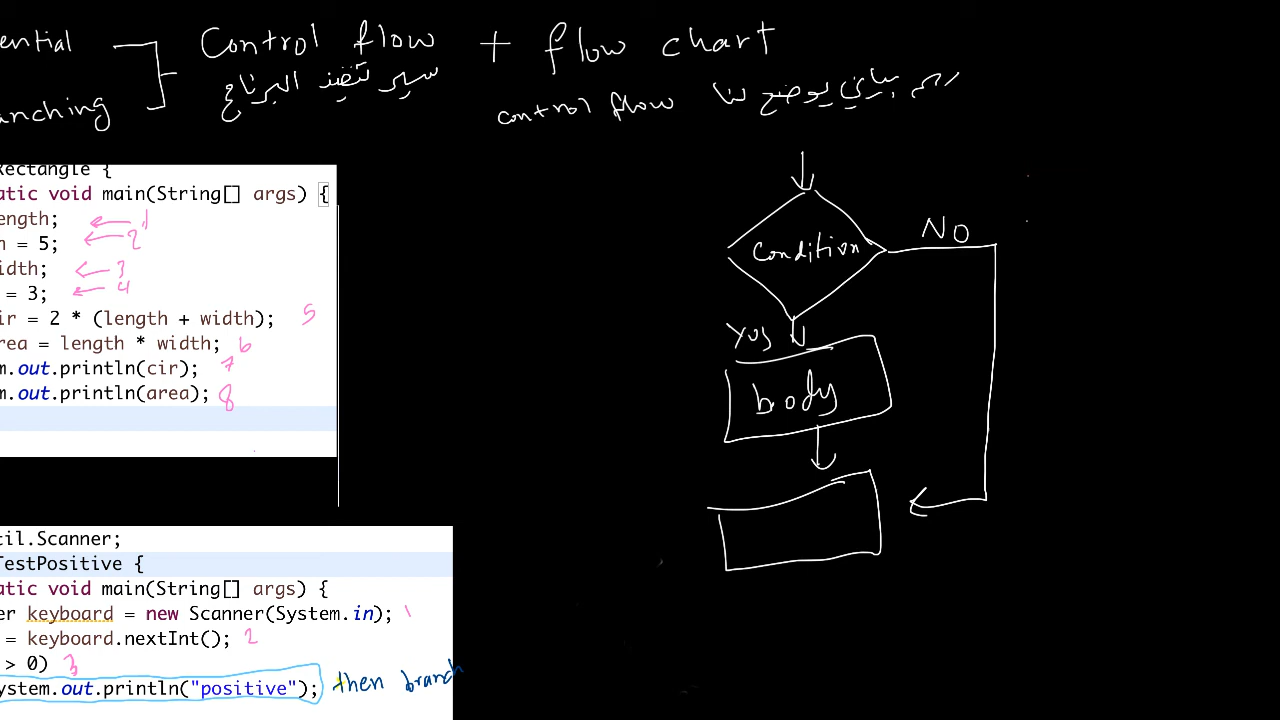 ential
Control flow + flow chart
سير تنفيذ البرنامج
anching
control flow رسم بياني يوضح لنا
Rectangle {
atic void main(String[] args) {
ength; 1
n = 5; 2
idth; 3
= 3; 4
ir = 2 * (length + width); 5
rea = length * width; 6
m.out.println(cir); 7
m.out.println(area); 8
Condition
No
Yes
body
til.Scanner;
TestPositive {
atic void main(String[] args) {
er keyboard = new Scanner(System.in); 1
= keyboard.nextInt(); 2
> 0) 3
ystem.out.println("positive"); then branch